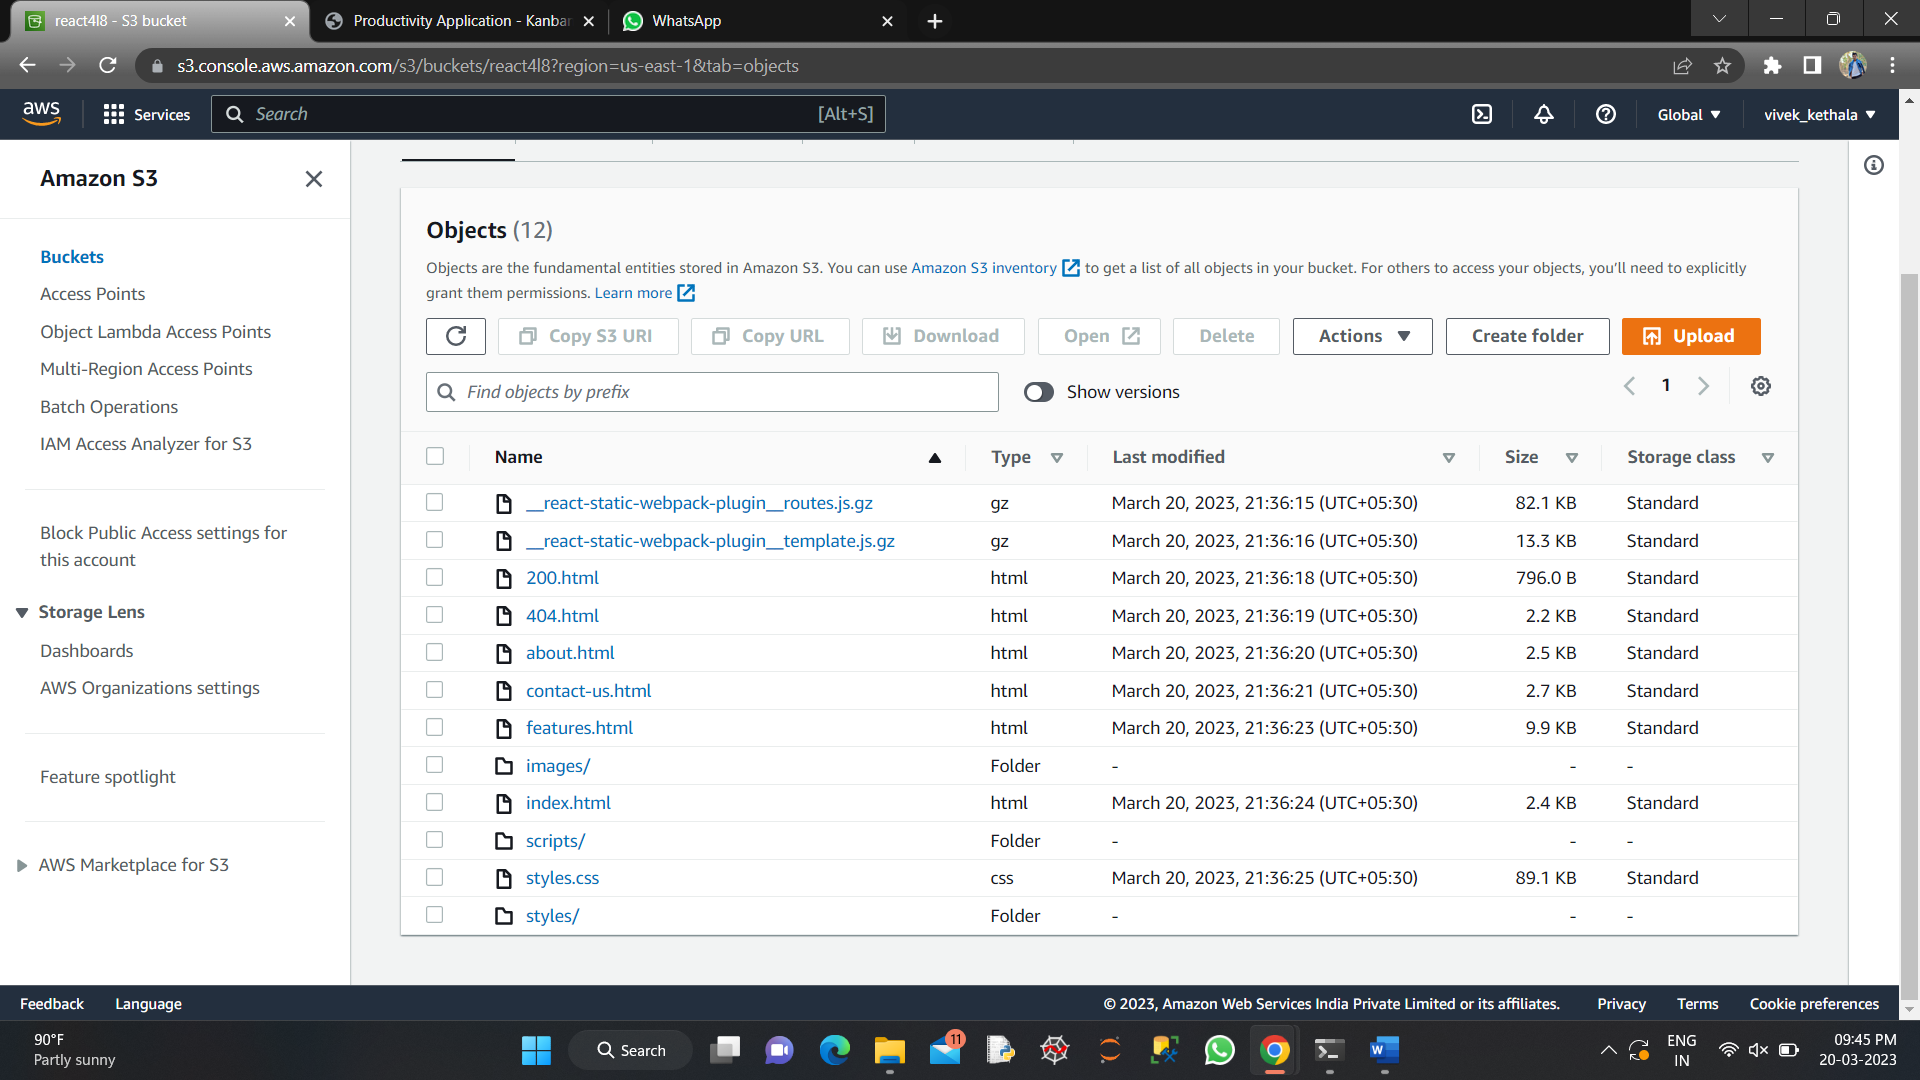 react4l8 - S3 bucket
Productivity Application - Kanban
WhatsApp
s3.console.aws.amazon.com/s3/buckets/react4l8?region=us-east-1&tab=objects
aws
Services
Search
[Alt+S]
Global
vivek_kethala
Amazon S3
Buckets
Access Points
Object Lambda Access Points
Multi-Region Access Points
Batch Operations
IAM Access Analyzer for S3
Block Public Access settings for
this account
Storage Lens
Dashboards
AWS Organizations settings
Feature spotlight
AWS Marketplace for S3
Objects (12)
Objects are the fundamental entities stored in Amazon S3. You can use Amazon S3 inventory to get a list of all objects in your bucket. For others to access your objects, you'll need to explicitly
grant them permissions. Learn more
Copy S3 URI
Copy URL
Download
Open
Delete
Actions
Create folder
Upload
Find objects by prefix
Show versions
1
Name Type Last modified Size Storage class
__react-static-webpack-plugin__routes.js.gz gz March 20, 2023, 21:36:15 (UTC+05:30) 82.1 KB Standard
__react-static-webpack-plugin__template.js.gz gz March 20, 2023, 21:36:16 (UTC+05:30) 13.3 KB Standard
200.html html March 20, 2023, 21:36:18 (UTC+05:30) 796.0 B Standard
404.html html March 20, 2023, 21:36:19 (UTC+05:30) 2.2 KB Standard
about.html html March 20, 2023, 21:36:20 (UTC+05:30) 2.5 KB Standard
contact-us.html html March 20, 2023, 21:36:21 (UTC+05:30) 2.7 KB Standard
features.html html March 20, 2023, 21:36:23 (UTC+05:30) 9.9 KB Standard
images/ Folder - - -
index.html html March 20, 2023, 21:36:24 (UTC+05:30) 2.4 KB Standard
scripts/ Folder - - -
styles.css css March 20, 2023, 21:36:25 (UTC+05:30) 89.1 KB Standard
styles/ Folder - - -
Feedback Language © 2023, Amazon Web Services India Private Limited or its affiliates. Privacy Terms Cookie preferences
90°F
Partly sunny
Search
11
ENG
IN
09:45 PM
20-03-2023